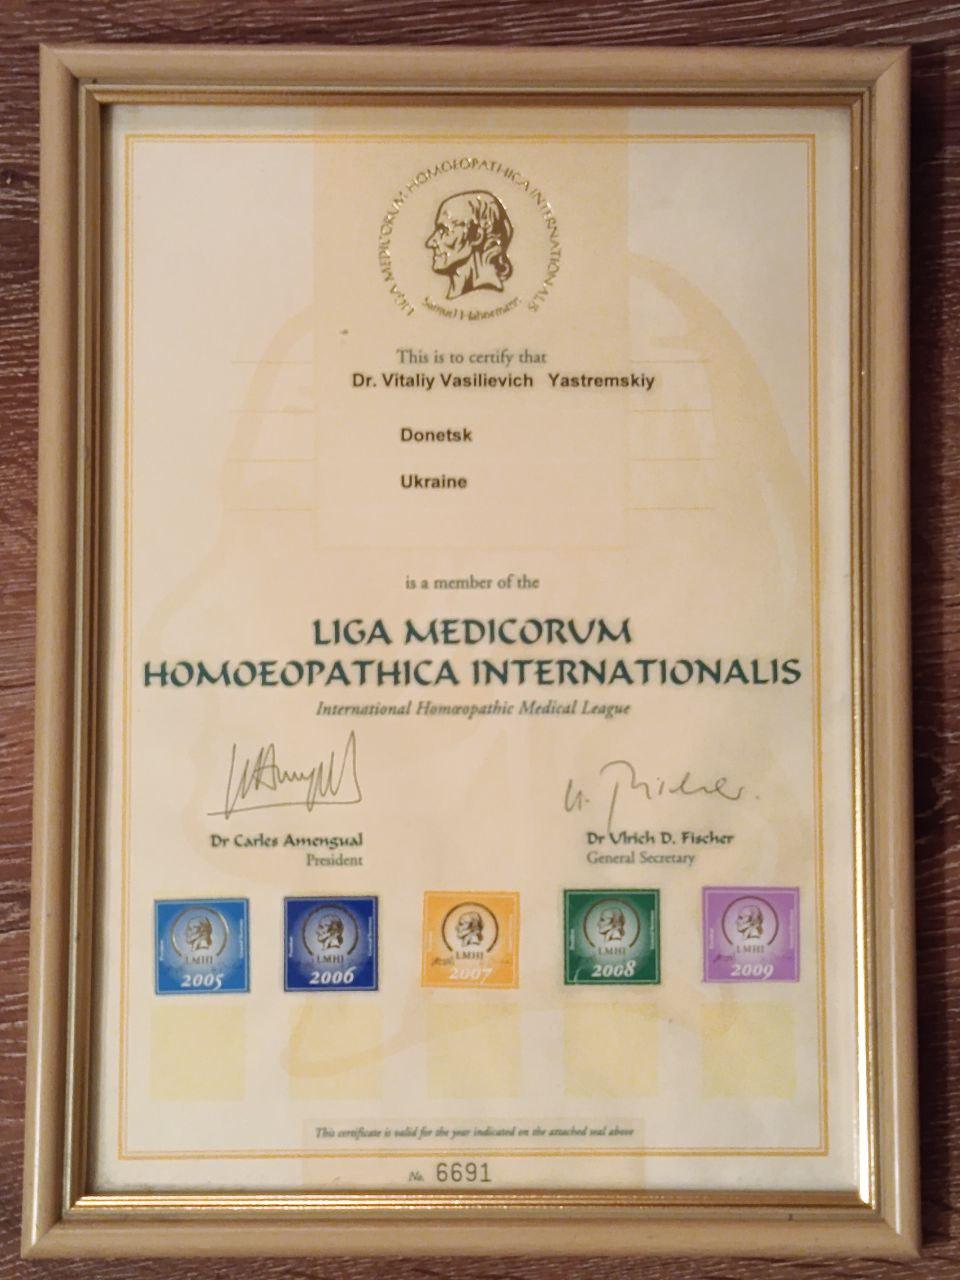 LIGA MEDICORUM HOMOEOPATHICA INTERNATIONALIS
Samuel Hahnemann
This is to certify that
Dr. Vitaliy Vasilievich Yastremskiy
Donetsk
Ukraine
is a member of the
LIGA MEDICORUM
HOMOEOPATHICA INTERNATIONALIS
International Homœopathic Medical League
Dr Carles Amengual
President
Dr Ulrich D. Fischer
General Secretary
LMHI
2005
LMHI
2006
LMHI
2007
LMHI
2008
LMHI
2009
This certificate is valid for the year indicated on the attached seal above
No. 6691